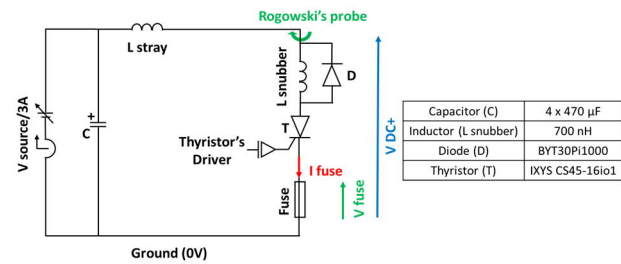 Rogowski's probe
L stray
L snubber
D
V source/3A
+
C
T
Thyristor's
Driver
I fuse
Fuse
V fuse
V DC+
Ground (0V)
Capacitor (C) 4 x 470 µF
Inductor (L snubber) 700 nH
Diode (D) BYT30Pi1000
Thyristor (T) IXYS CS45-16io1